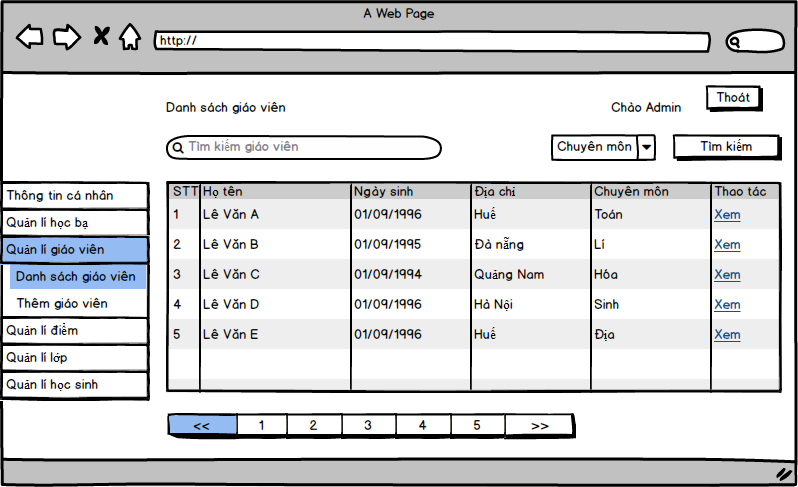 A Web Page
http://
Danh sách giáo viên
Chào Admin
Thoát
Tìm kiếm giáo viên
Chuyên môn
Tìm kiếm
Thông tin cá nhân
Quản lí học bạ
Quản lí giáo viên
Danh sách giáo viên
Thêm giáo viên
Quản lí điểm
Quản lí lớp
Quản lí học sinh
STT Họ tên Ngày sinh Địa chỉ Chuyên môn Thao tác
1 Lê Văn A 01/09/1996 Huế Toán Xem
2 Lê Văn B 01/09/1995 Đà nẵng Lí Xem
3 Lê Văn C 01/09/1994 Quảng Nam Hóa Xem
4 Lê Văn D 01/09/1996 Hà Nội Sinh Xem
5 Lê Văn E 01/09/1996 Huế Địa Xem
<< 1 2 3 4 5 >>